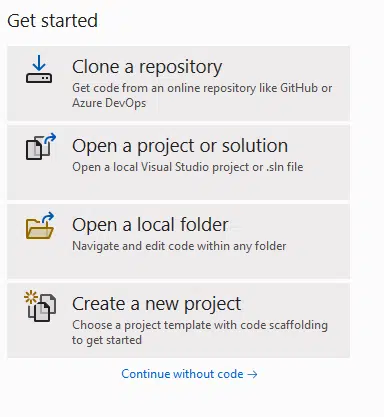 Get started
Clone a repository
Get code from an online repository like GitHub or
Azure DevOps
Open a project or solution
Open a local Visual Studio project or .sln file
Open a local folder
Navigate and edit code within any folder
Create a new project
Choose a project template with code scaffolding
to get started
Continue without code →